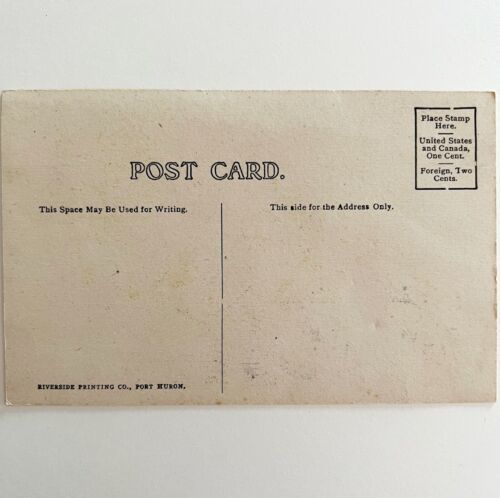 Place Stamp
Here.
United States
and Canada,
One Cent.
Foreign, Two
Cents.
POST CARD.
This Space May Be Used for Writing.
This side for the Address Only.
RIVERSIDE PRINTING CO., PORT HURON.